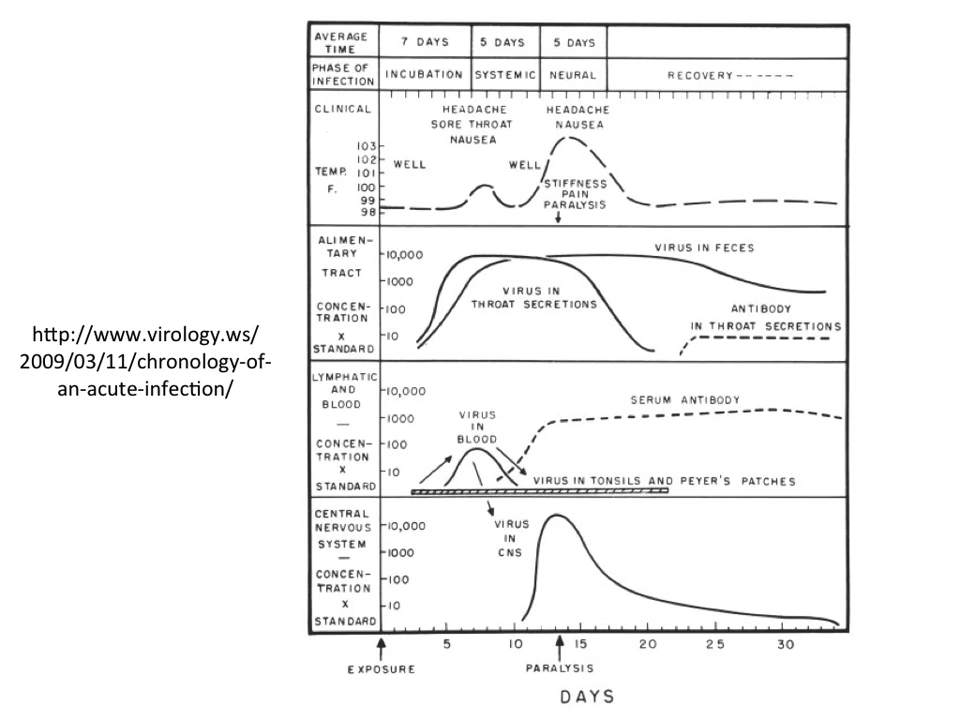 http://www.virology.ws/
2009/03/11/chronology-of-
an-acute-infection/
AVERAGE
TIME
7 DAYS
5 DAYS
5 DAYS
PHASE OF
INFECTION
INCUBATION
SYSTEMIC
NEURAL
RECOVERY------
CLINICAL
TEMP.
F.
103
102
101
100
99
98
WELL
HEADACHE
SORE THROAT
NAUSEA
WELL
HEADACHE
NAUSEA
STIFFNESS
PAIN
PARALYSIS
ALIMEN-
TARY
TRACT
CONCEN-
TRATION
X
STANDARD
10,000
1000
100
10
VIRUS IN FECES
VIRUS IN
THROAT SECRETIONS
ANTIBODY
IN THROAT SECRETIONS
LYMPHATIC
AND
BLOOD
—
CONCEN-
TRATION
X
STANDARD
10,000
1000
100
10
VIRUS
IN
BLOOD
SERUM ANTIBODY
VIRUS IN TONSILS AND PEYER'S PATCHES
CENTRAL
NERVOUS
SYSTEM
—
CONCEN-
TRATION
X
STANDARD
10,000
1000
100
10
VIRUS
IN
CNS
5
10
15
20
25
30
EXPOSURE
PARALYSIS
DAYS